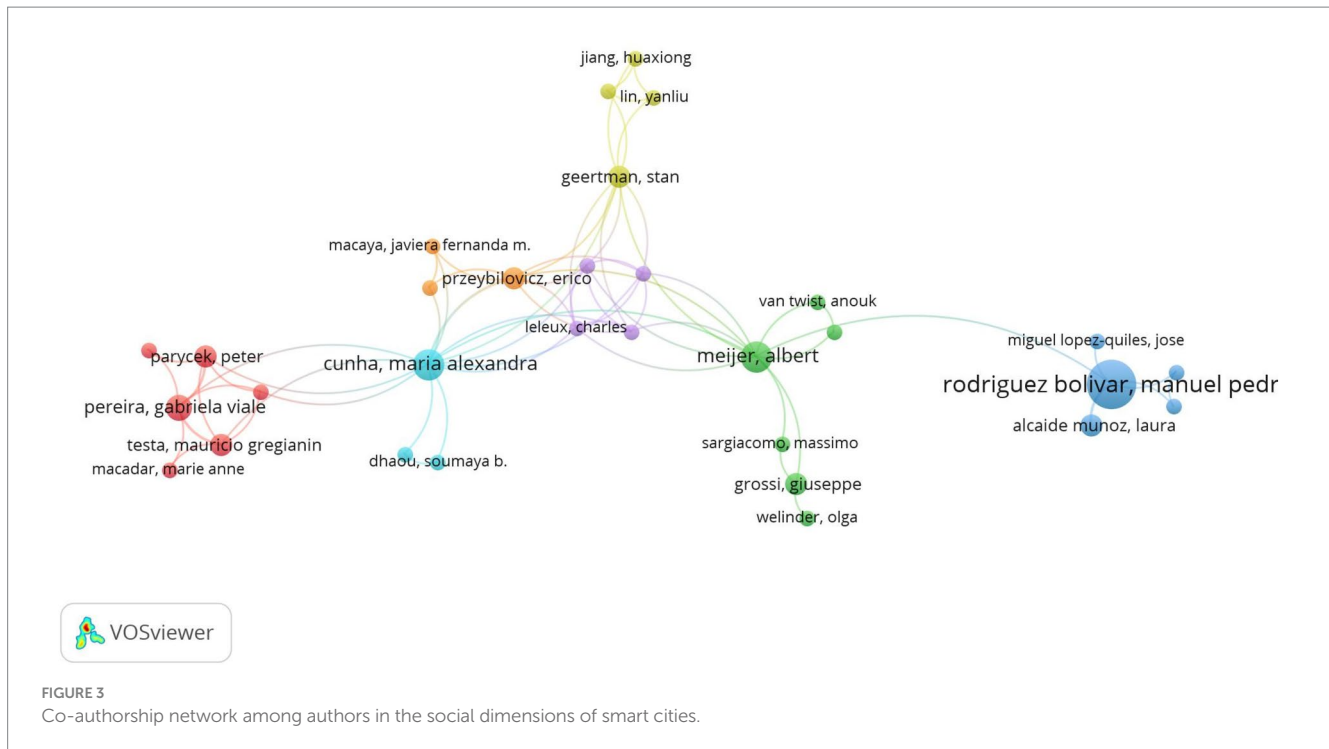 jiang, huaxiong
lin, yanliu
geertman, stan
macaya, javiera fernanda m.
przeybilovicz, erico
van twist, anouk
leleux, charles
miguel lopez-quiles, jose
parycek, peter
cunha, maria alexandra
meijer, albert
rodriguez bolivar, manuel pedr
pereira, gabriela viale
alcaide munoz, laura
testa, mauricio gregianin
sargiacomo, massimo
macadar, marie anne
dhaou, soumaya b.
grossi, giuseppe
welinder, olga
VOSviewer
FIGURE 3
Co-authorship network among authors in the social dimensions of smart cities.